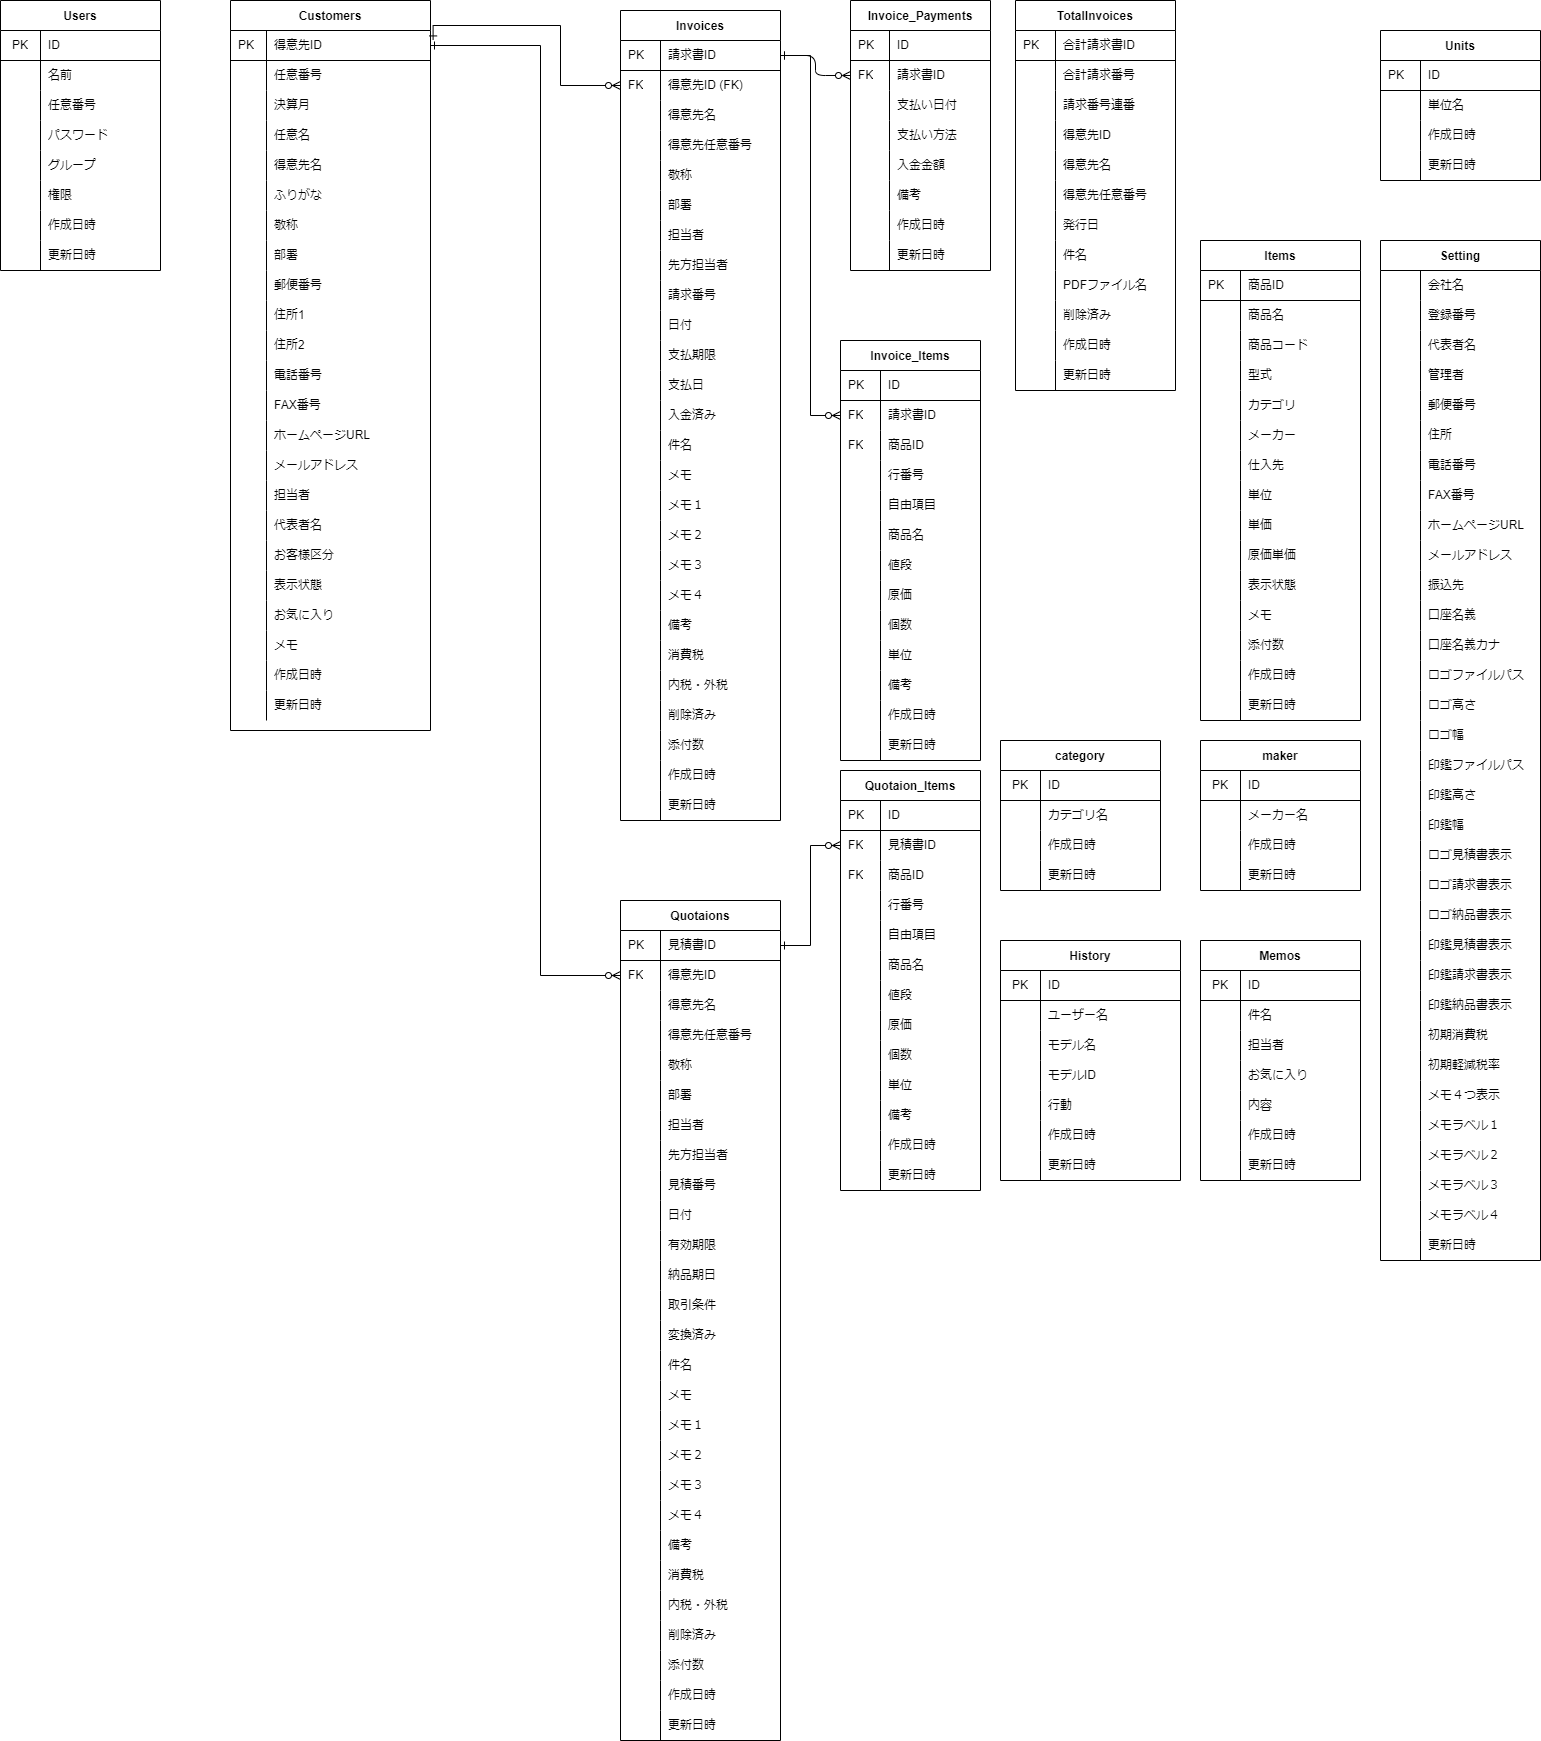 Users
PK ID
名前
任意番号
パスワード
グループ
権限
作成日時
更新日時
Customers
PK 得意先ID
任意番号
決算月
任意名
得意先名
ふりがな
敬称
部署
郵便番号
住所1
住所2
電話番号
FAX番号
ホームページURL
メールアドレス
担当者
代表者名
お客様区分
表示状態
お気に入り
メモ
作成日時
更新日時
Invoices
PK 請求書ID
FK 得意先ID (FK)
得意先名
得意先任意番号
敬称
部署
担当者
先方担当者
請求番号
日付
支払期限
支払日
入金済み
件名
メモ
メモ１
メモ２
メモ３
メモ４
備考
消費税
内税・外税
削除済み
添付数
作成日時
更新日時
Quotaions
PK 見積書ID
FK 得意先ID
得意先名
得意先任意番号
敬称
部署
担当者
先方担当者
見積番号
日付
有効期限
納品期日
取引条件
変換済み
件名
メモ
メモ１
メモ２
メモ３
メモ４
備考
消費税
内税・外税
削除済み
添付数
作成日時
更新日時
Invoice_Payments
PK ID
FK 請求書ID
支払い日付
支払い方法
入金金額
備考
作成日時
更新日時
Invoice_Items
PK ID
FK 請求書ID
FK 商品ID
行番号
自由項目
商品名
値段
原価
個数
単位
備考
作成日時
更新日時
Quotaion_Items
PK ID
FK 見積書ID
FK 商品ID
行番号
自由項目
商品名
値段
原価
個数
単位
備考
作成日時
更新日時
TotalInvoices
PK 合計請求書ID
合計請求番号
請求番号連番
得意先ID
得意先名
得意先任意番号
発行日
件名
PDFファイル名
削除済み
作成日時
更新日時
category
PK ID
カテゴリ名
作成日時
更新日時
History
PK ID
ユーザー名
モデル名
モデルID
行動
作成日時
更新日時
Items
PK 商品ID
商品名
商品コード
型式
カテゴリ
メーカー
仕入先
単位
単価
原価単価
表示状態
メモ
添付数
作成日時
更新日時
maker
PK ID
メーカー名
作成日時
更新日時
Memos
PK ID
件名
担当者
お気に入り
内容
作成日時
更新日時
Units
PK ID
単位名
作成日時
更新日時
Setting
会社名
登録番号
代表者名
管理者
郵便番号
住所
電話番号
FAX番号
ホームページURL
メールアドレス
振込先
口座名義
口座名義カナ
ロゴファイルパス
ロゴ高さ
ロゴ幅
印鑑ファイルパス
印鑑高さ
印鑑幅
ロゴ見積書表示
ロゴ請求書表示
ロゴ納品書表示
印鑑見積書表示
印鑑請求書表示
印鑑納品書表示
初期消費税
初期軽減税率
メモ４つ表示
メモラベル１
メモラベル２
メモラベル３
メモラベル４
更新日時